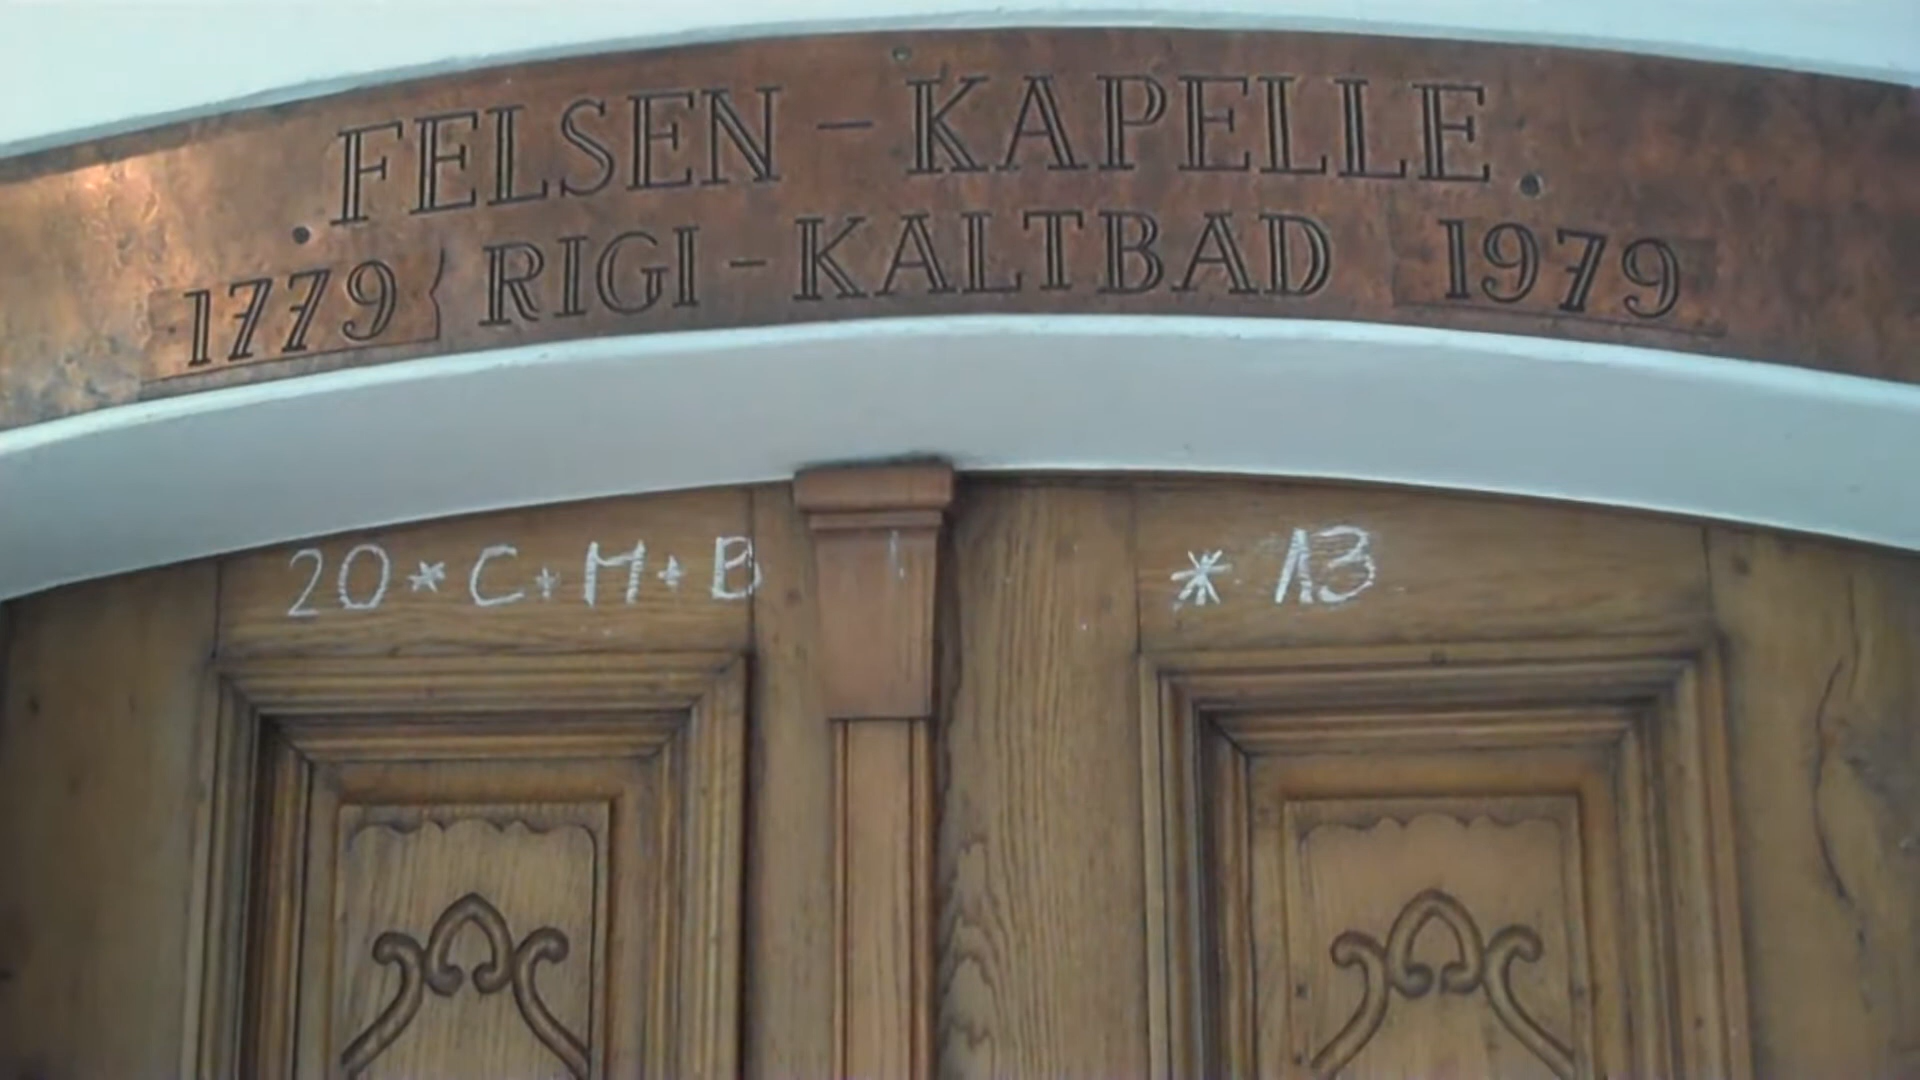 . FELSEN - KAPELLE .
1779 RIGI - KALTBAD 1979
20 * C + M + B * 13